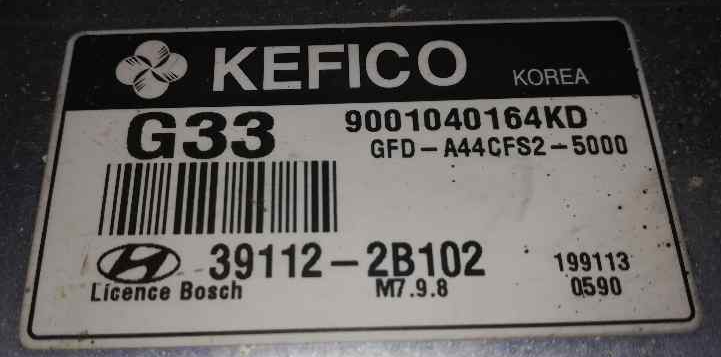 KEFICO KOREA
G33 9001040164KD
GFD-A44CFS2-5000
39112-2B102 199113
Licence Bosch M7.9.8 0590